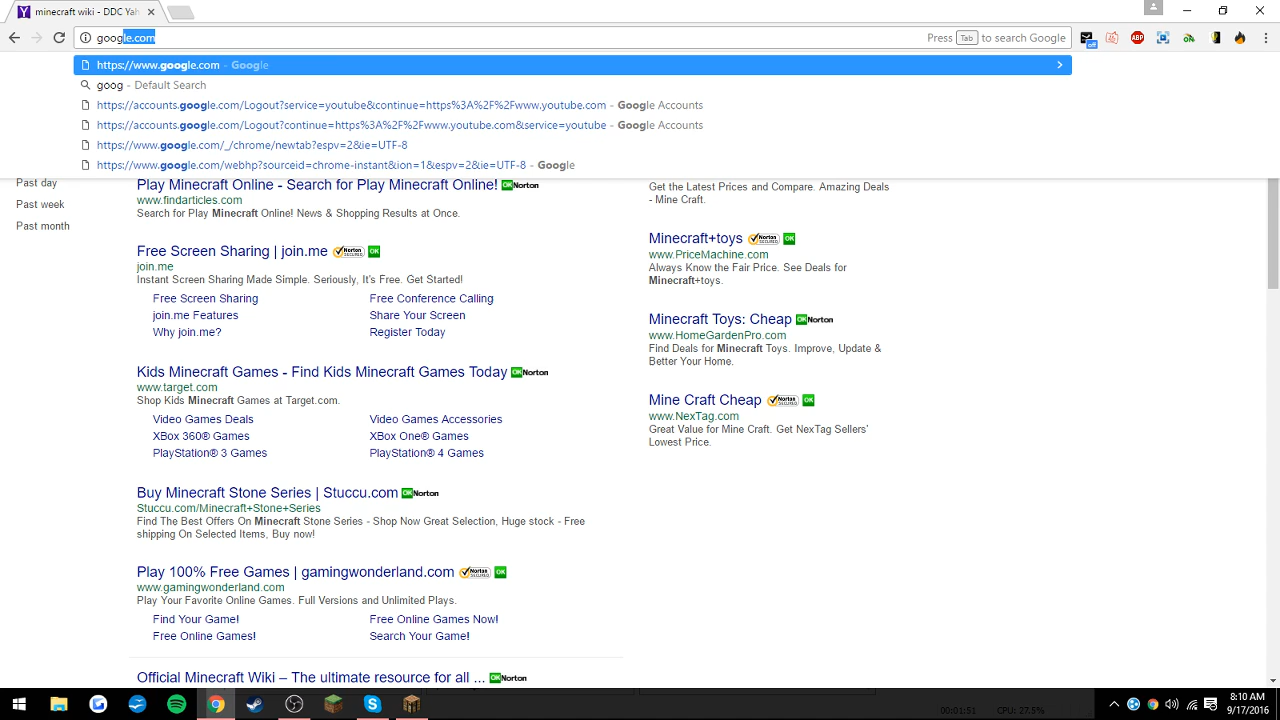 minecraft wiki - DDC Yah
google.com
Press Tab to search Google
off
ABP
https://www.google.com - Google
goog - Default Search
https://accounts.google.com/Logout?service=youtube&continue=https%3A%2F%2Fwww.youtube.com - Google Accounts
https://accounts.google.com/Logout?continue=https%3A%2F%2Fwww.youtube.com&service=youtube - Google Accounts
https://www.google.com/_/chrome/newtab?espv=2&ie=UTF-8
https://www.google.com/webhp?sourceid=chrome-instant&ion=1&espv=2&ie=UTF-8 - Google
Past day
Past week
Past month
Play Minecraft Online - Search for Play Minecraft Online! OK Norton
www.findarticles.com
Search for Play Minecraft Online! News & Shopping Results at Once.
Free Screen Sharing | join.me Norton SECURED OK
join.me
Instant Screen Sharing Made Simple. Seriously, It's Free. Get Started!
Free Screen Sharing Free Conference Calling
join.me Features Share Your Screen
Why join.me? Register Today
Kids Minecraft Games - Find Kids Minecraft Games Today OK Norton
www.target.com
Shop Kids Minecraft Games at Target.com.
Video Games Deals Video Games Accessories
XBox 360® Games XBox One® Games
PlayStation® 3 Games PlayStation® 4 Games
Buy Minecraft Stone Series | Stuccu.com OK Norton
Stuccu.com/Minecraft+Stone+Series
Find The Best Offers On Minecraft Stone Series - Shop Now Great Selection, Huge stock - Free
shipping On Selected Items, Buy now!
Play 100% Free Games | gamingwonderland.com Norton SECURED OK
www.gamingwonderland.com
Play Your Favorite Online Games. Full Versions and Unlimited Plays.
Find Your Game! Free Online Games Now!
Free Online Games! Search Your Game!
Official Minecraft Wiki – The ultimate resource for all ... OK Norton
Get the Latest Prices and Compare. Amazing Deals
- Mine Craft.
Minecraft+toys Norton SECURED OK
www.PriceMachine.com
Always Know the Fair Price. See Deals for
Minecraft+toys.
Minecraft Toys: Cheap OK Norton
www.HomeGardenPro.com
Find Deals for Minecraft Toys. Improve, Update &
Better Your Home.
Mine Craft Cheap Norton SECURED OK
www.NexTag.com
Great Value for Mine Craft. Get NexTag Sellers'
Lowest Price.
00:01:51 CPU: 27.5%
8:10 AM
9/17/2016